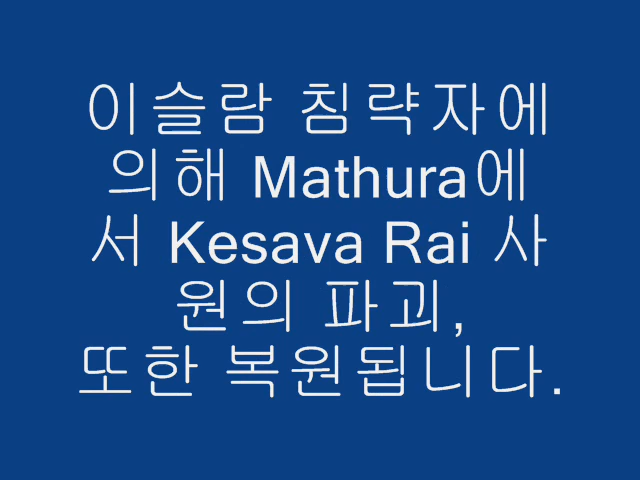 이슬람 침략자에
의해 Mathura에
서 Kesava Rai 사
원의 파괴,
또한 복원됩니다.